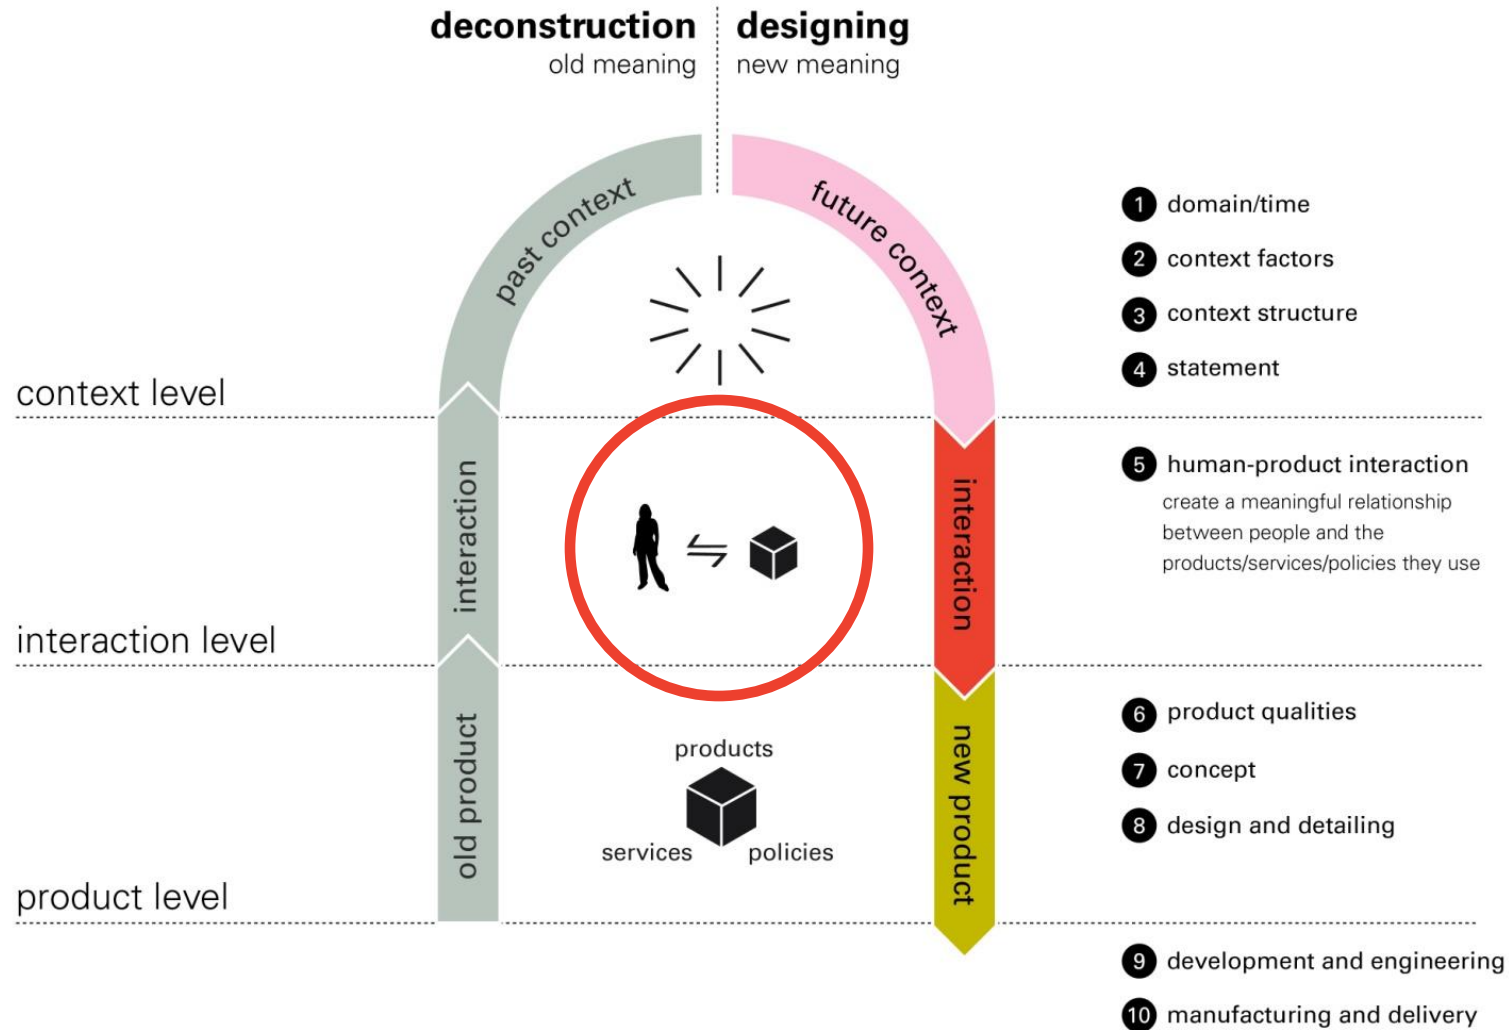 deconstruction
old meaning
designing
new meaning
past context
future context
context level
interaction
interaction
interaction level
old product
new product
products
services
policies
product level
1 domain/time
2 context factors
3 context structure
4 statement
5 human-product interaction
create a meaningful relationship
between people and the
products/services/policies they use
6 product qualities
7 concept
8 design and detailing
9 development and engineering
10 manufacturing and delivery